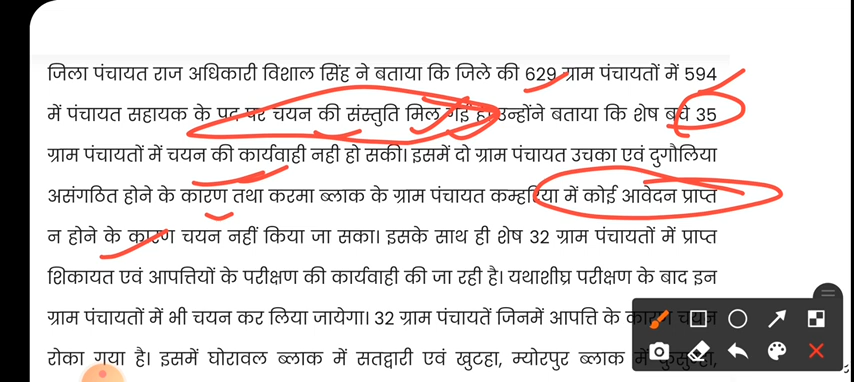 जिला पंचायत राज अधिकारी विशाल सिंह ने बताया कि जिले की 629 ग्राम पंचायतों में 594
में पंचायत सहायक के पद पर चयन की संस्तुति मिल गई है। उन्होंने बताया कि शेष बचे 35
ग्राम पंचायतों में चयन की कार्यवाही नही हो सकी। इसमें दो ग्राम पंचायत उचका एवं दुगौलिया
असंगठित होने के कारण तथा करमा ब्लाक के ग्राम पंचायत कम्हरिया में कोई आवेदन प्राप्त
न होने के कारण चयन नहीं किया जा सका। इसके साथ ही शेष 32 ग्राम पंचायतों में प्राप्त
शिकायत एवं आपत्तियों के परीक्षण की कार्यवाही की जा रही है। यथाशीघ्र परीक्षण के बाद इन
ग्राम पंचायतों में भी चयन कर लिया जायेगा। 32 ग्राम पंचायतें जिनमें आपत्ति के कारण चयन
रोका गया है। इसमें घोरावल ब्लाक में सतद्वारी एवं खुटहा, म्योरपुर ब्लाक में